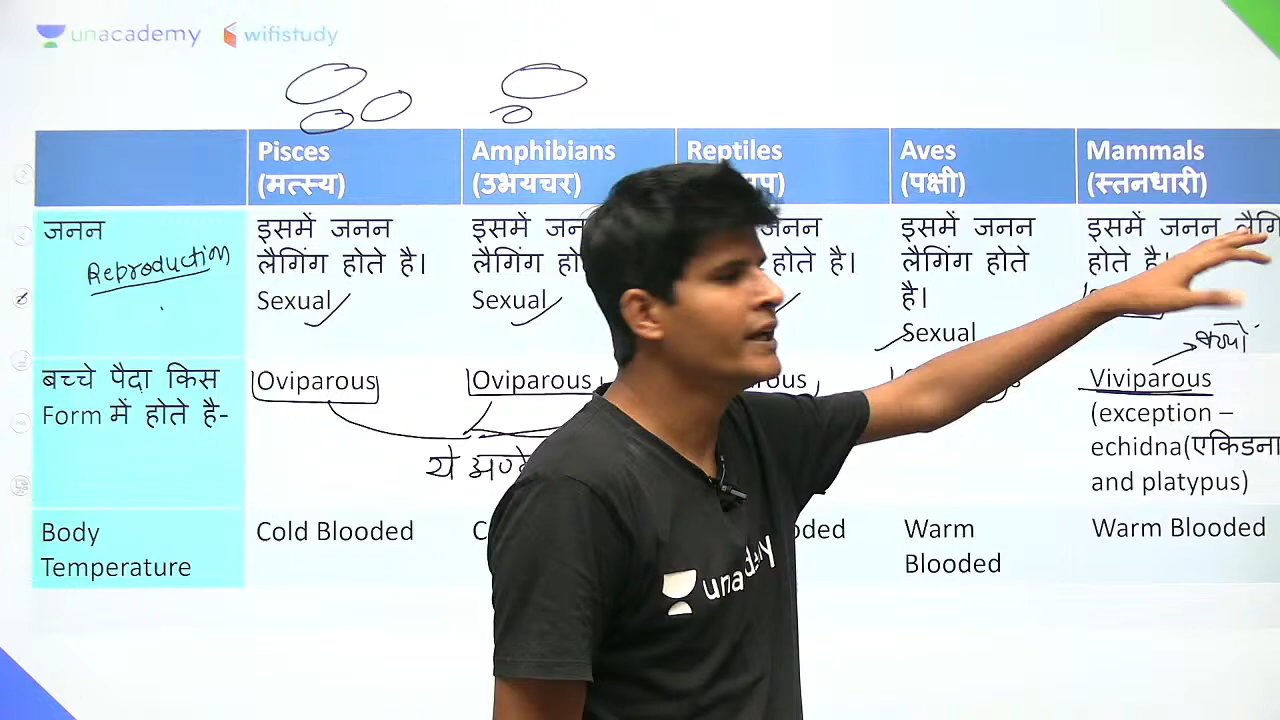 unacademy wifistudy
Pisces
(मत्स्य)
Amphibians
(उभयचर)
Reptiles
Aves
(पक्षी)
Mammals
(स्तनधारी)
जनन
Reproduction
इसमें जनन
लैगिंग होते है।
Sexual
इसमें
लैगिंग
Sexual
जनन
होते है।
इसमें जनन
लैगिंग होते
है।
Sexual
इसमें जनन
होते है।
बच्चे पैदा किस
Form में होते है-
Oviparous
Oviparous
ये
Viviparous
(exception –
echidna(एकिडना
and platypus)
Body
Temperature
Cold Blooded
Warm
Blooded
Warm Blooded
unacademy